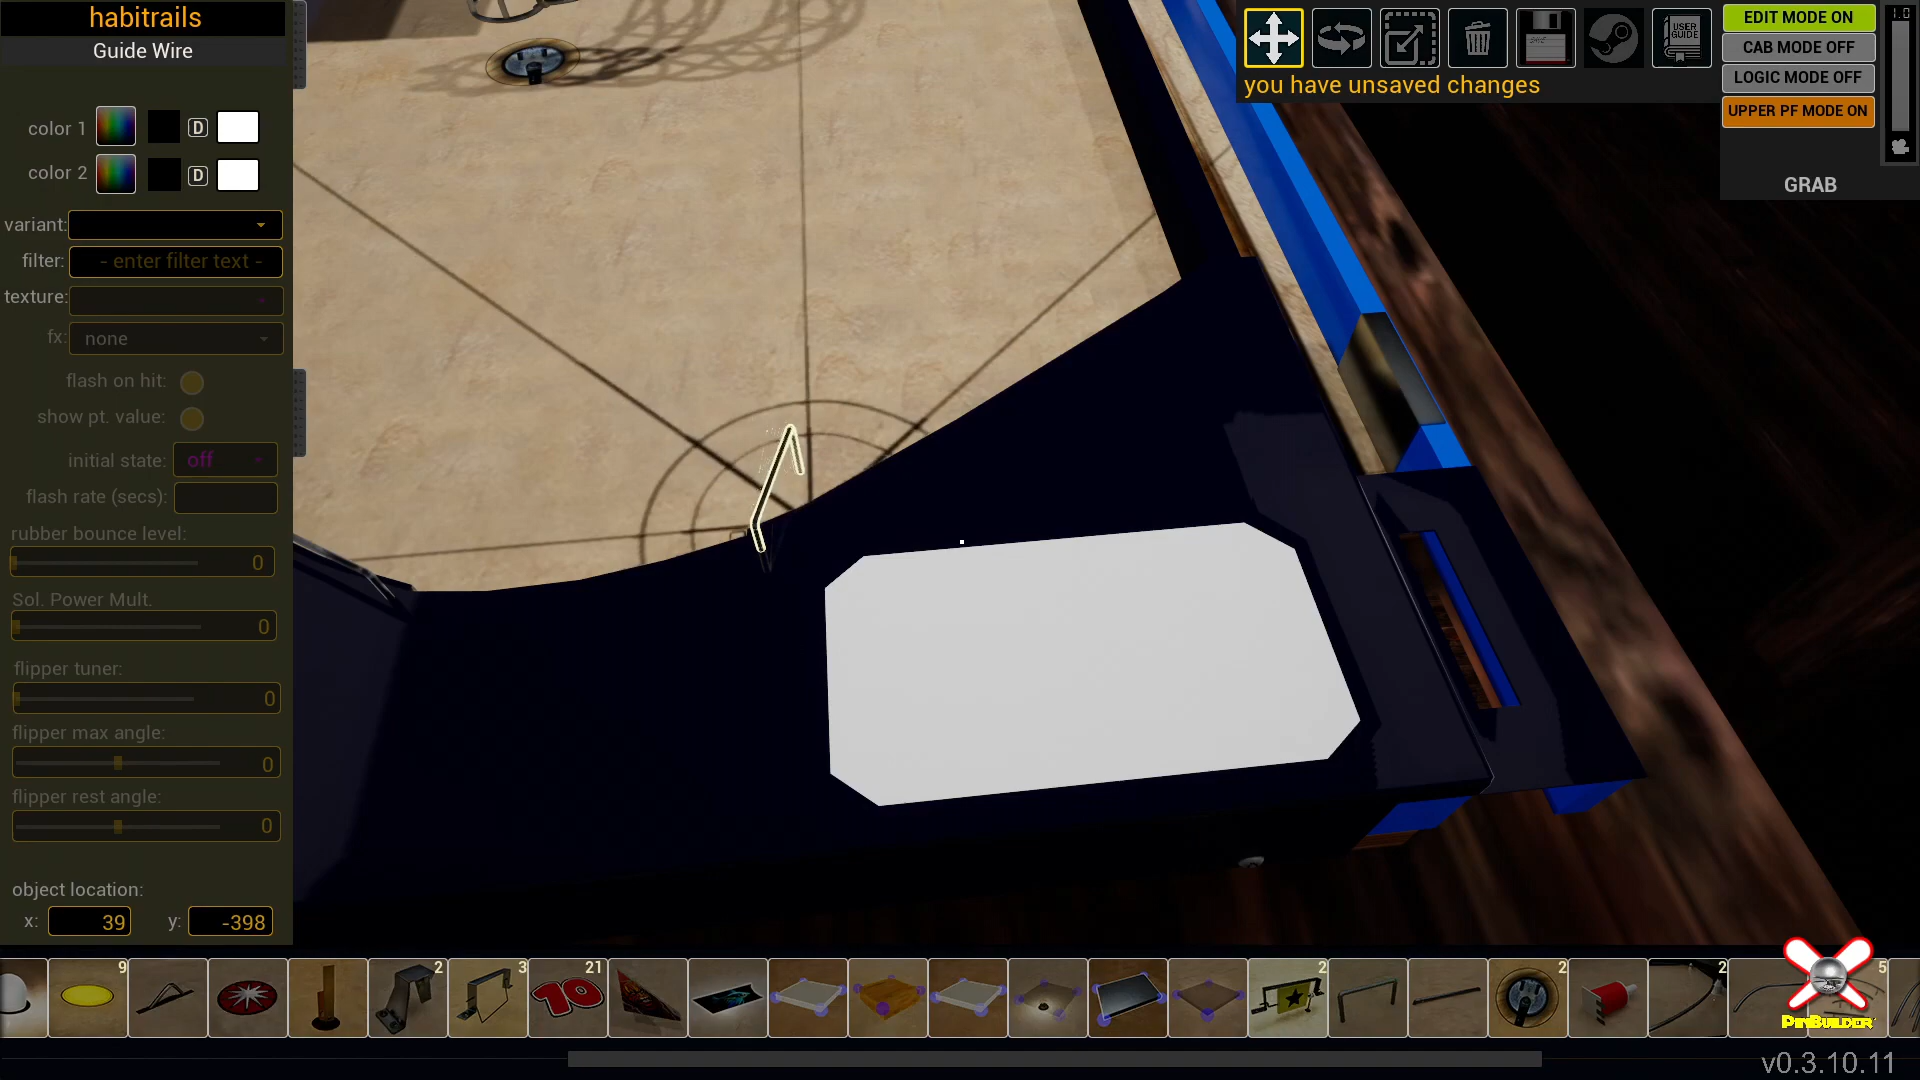 habitrails
Guide Wire
color 1
D
color 2
D
variant:
filter:
- enter filter text -
texture:
fx:
none
flash on hit:
show pt. value:
initial state:
off
flash rate (secs):
rubber bounce level:
0
Sol. Power Mult.
0
flipper tuner:
0
flipper max angle:
0
flipper rest angle:
0
object location:
x:
39
y:
-398
USER
GUIDE
you have unsaved changes
EDIT MODE ON
CAB MODE OFF
LOGIC MODE OFF
UPPER PF MODE ON
1.0
GRAB
9
2
3
21
10
2
2
2
5
PINBUILDER
v0.3.10.11